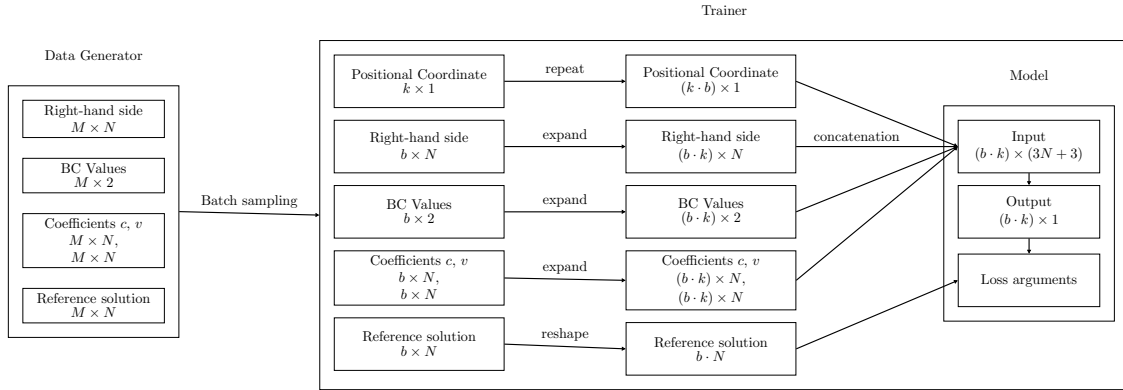 Trainer
Data Generator
Right-hand side
M × N
BC Values
M × 2
Coefficients c, v
M × N,
M × N
Reference solution
M × N
Batch sampling
Positional Coordinate
k × 1
repeat
Positional Coordinate
(k · b) × 1
Right-hand side
b × N
expand
Right-hand side
(b · k) × N
concatenation
BC Values
b × 2
expand
BC Values
(b · k) × 2
Coefficients c, v
b × N,
b × N
expand
Coefficients c, v
(b · k) × N,
(b · k) × N
Reference solution
b × N
reshape
Reference solution
b · N
Model
Input
(b · k) × (3N + 3)
Output
(b · k) × 1
Loss arguments